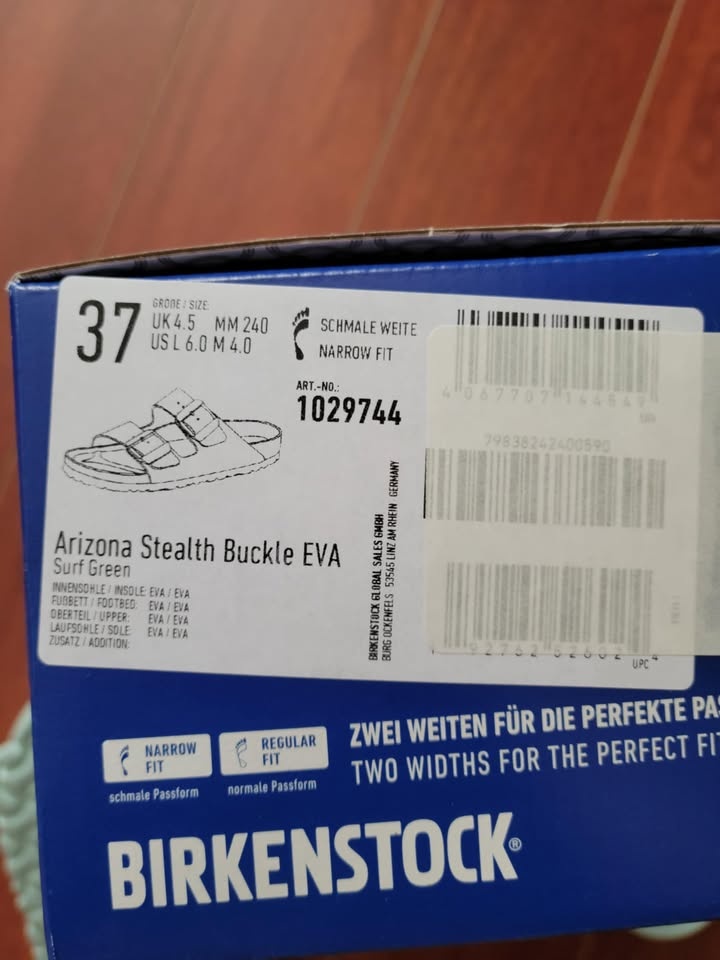 37
GRÖßE / SIZE:
UK 4.5 MM 240
US L 6.0 M 4.0
SCHMALE WEITE
NARROW FIT
ART.-NO.:
1029744
Arizona Stealth Buckle EVA
Surf Green
INNENSOHLE / INSOLE: EVA / EVA
FUßBETT / FOOTBED: EVA / EVA
OBERTEIL / UPPER: EVA / EVA
LAUFSOHLE / SOLE: EVA / EVA
ZUSATZ / ADDITION:
BIRKENSTOCK GLOBAL SALES GMBH
BURG OCKENFELS 53545 LINZ AM RHEIN GERMANY
79838242400590
UPC
NARROW
FIT
schmale Passform
REGULAR
FIT
normale Passform
ZWEI WEITEN FÜR DIE PERFEKTE PA
TWO WIDTHS FOR THE PERFECT FI
BIRKENSTOCK®